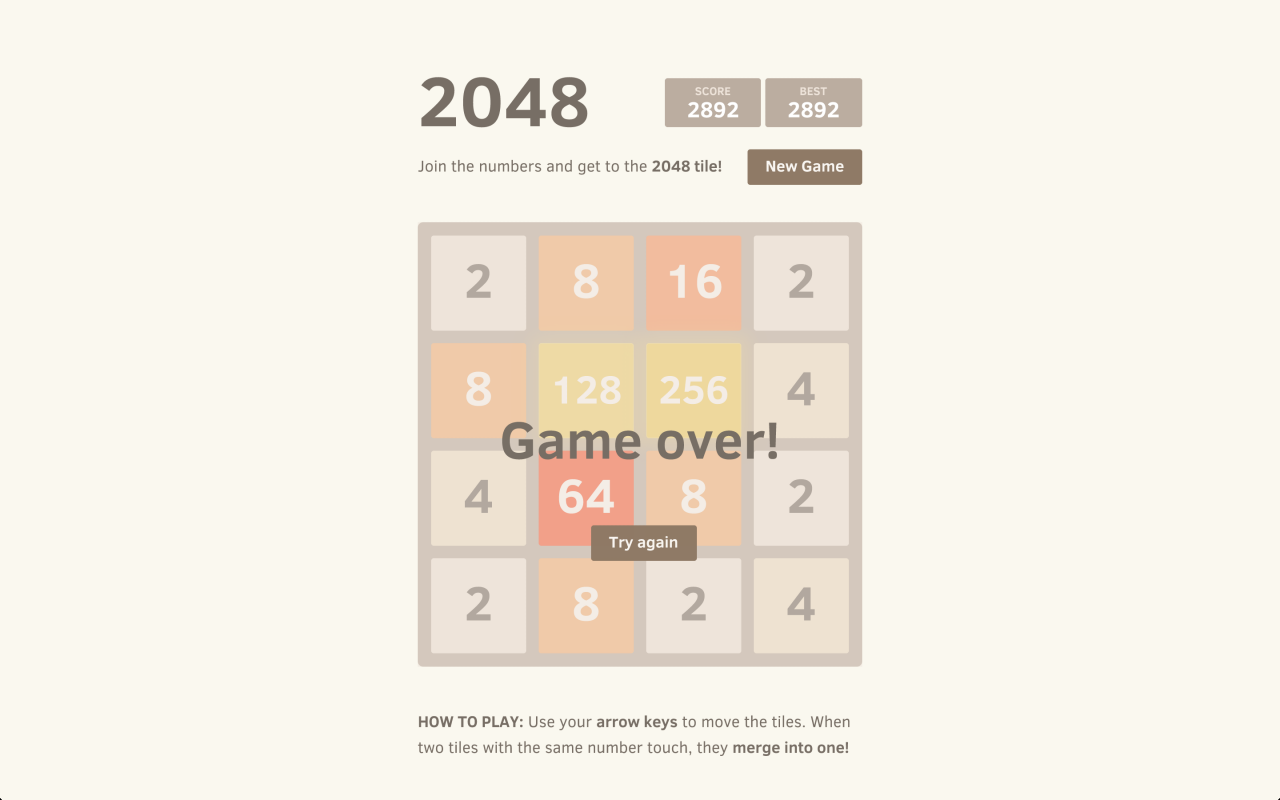 2048
SCORE
2892
BEST
2892
Join the numbers and get to the 2048 tile!
New Game
2 8 16 2
8 128 256 4
Game over!
4 64 8 2
Try again
2 8 2 4
HOW TO PLAY: Use your arrow keys to move the tiles. When
two tiles with the same number touch, they merge into one!